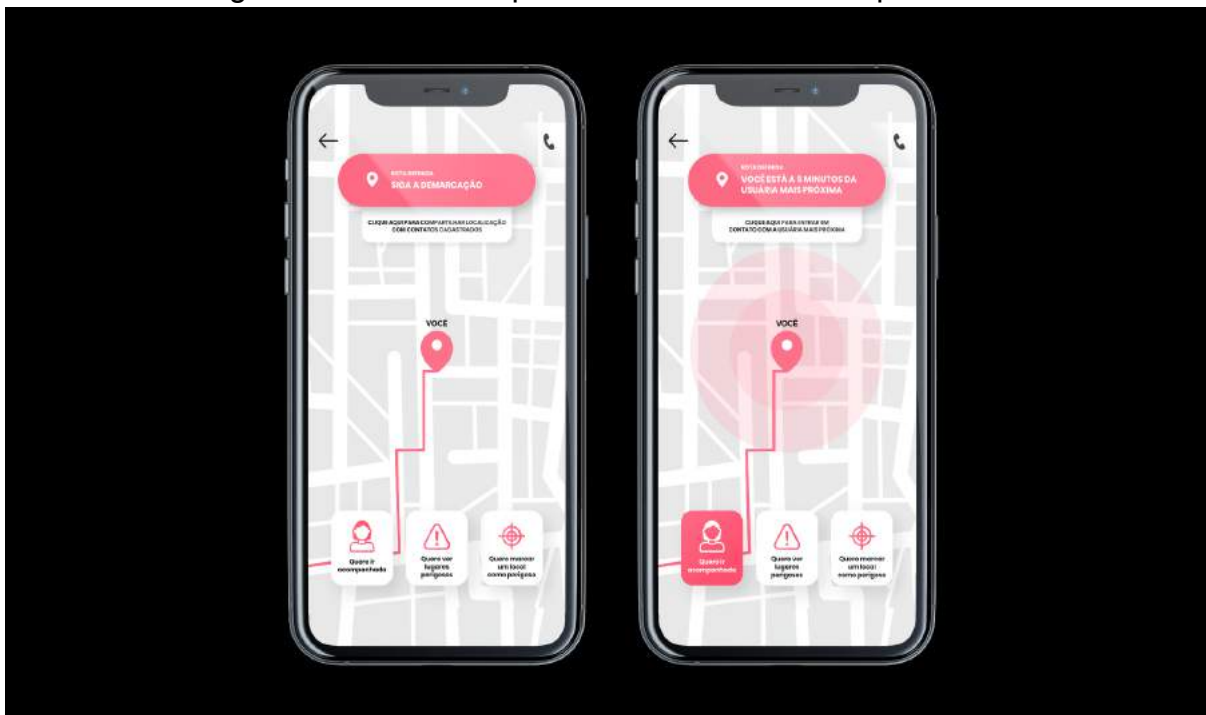 ROTA DEFINIDA
SIGA A DEMARCAÇÃO
CLIQUE AQUI PARA COMPARTILHAR LOCALIZAÇÃO
COM CONTATOS CADASTRADOS
VOCÊ
Quero ir
acompanhada
Quero ver
lugares
perigosos
Quero marcar
um local
como perigoso
VOCÊ ESTÁ A 5 MINUTOS DA
USUÁRIA MAIS PRÓXIMA
CLIQUE AQUI PARA ENTRAR EM
CONTATO COM A USUÁRIA MAIS PRÓXIMA
VOCÊ
Quero ir
acompanhada
Quero ver
lugares
perigosos
Quero marcar
um local
como perigoso